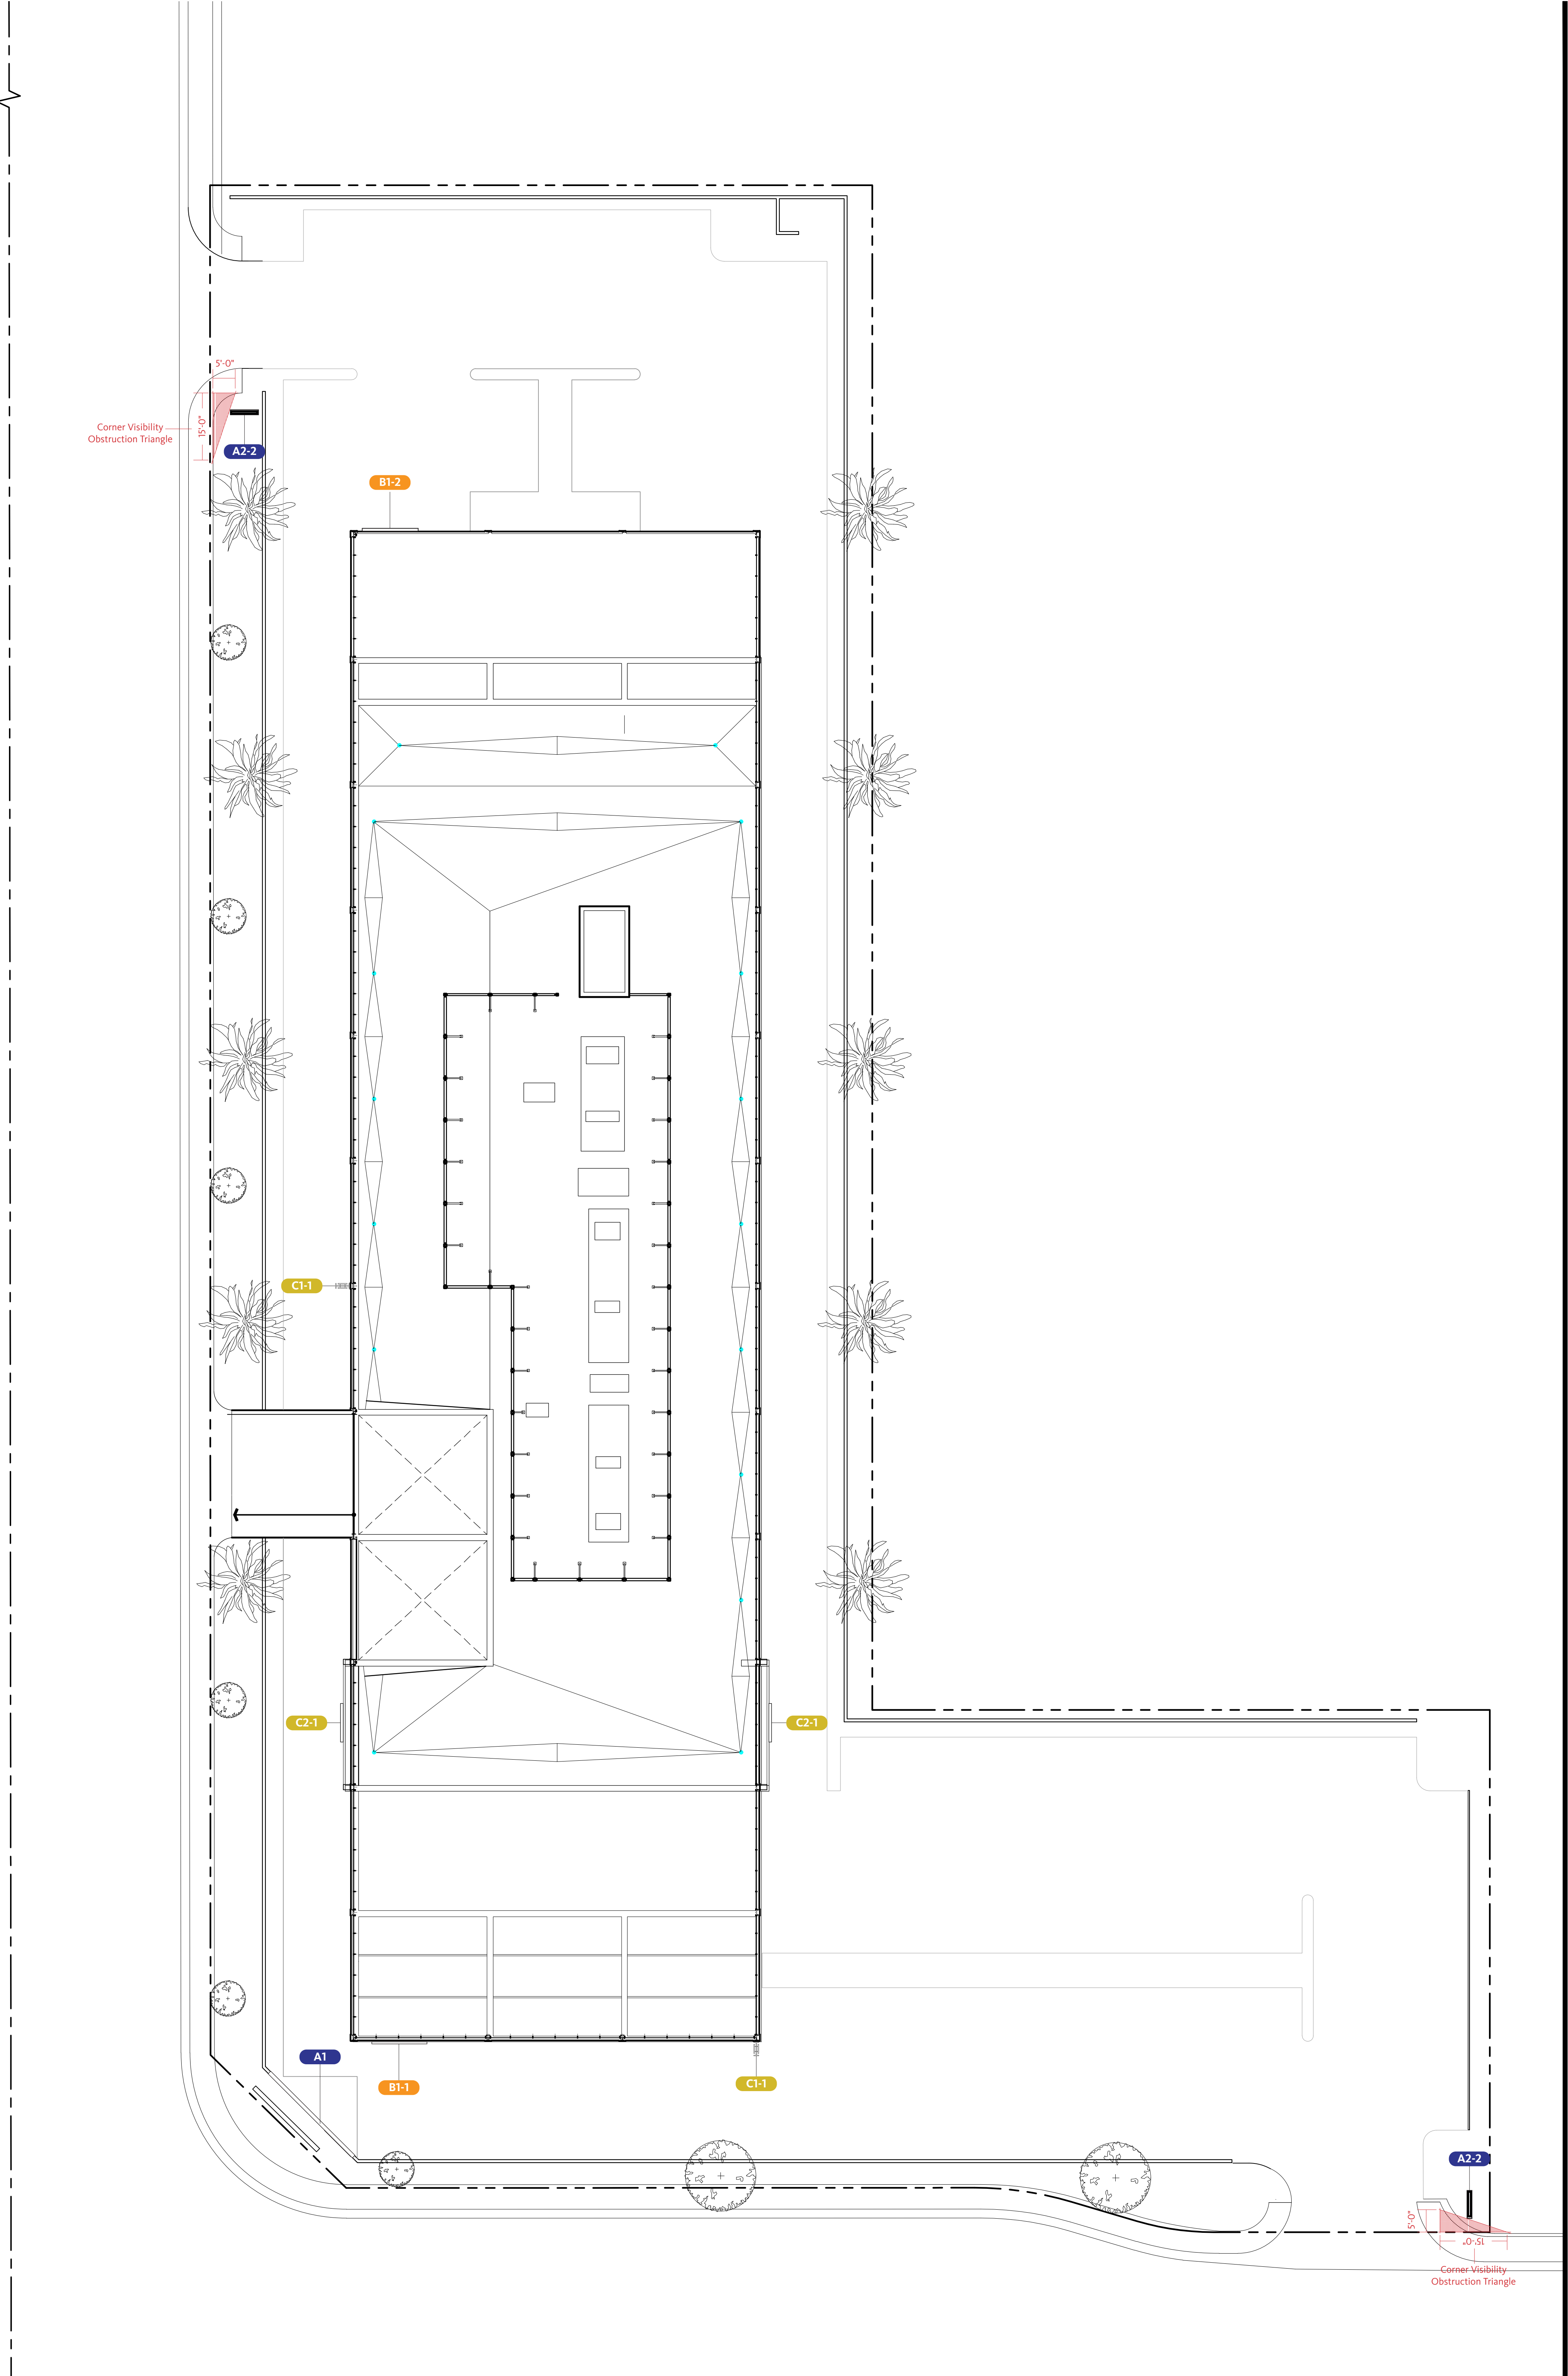 5'-0"
15'-0"
Corner Visibility
Obstruction Triangle
A2-2
B1-2
C1-1
C2-1
C2-1
A1
B1-1
C1-1
A2-2
5'-0"
15'-0"
Corner Visibility
Obstruction Triangle